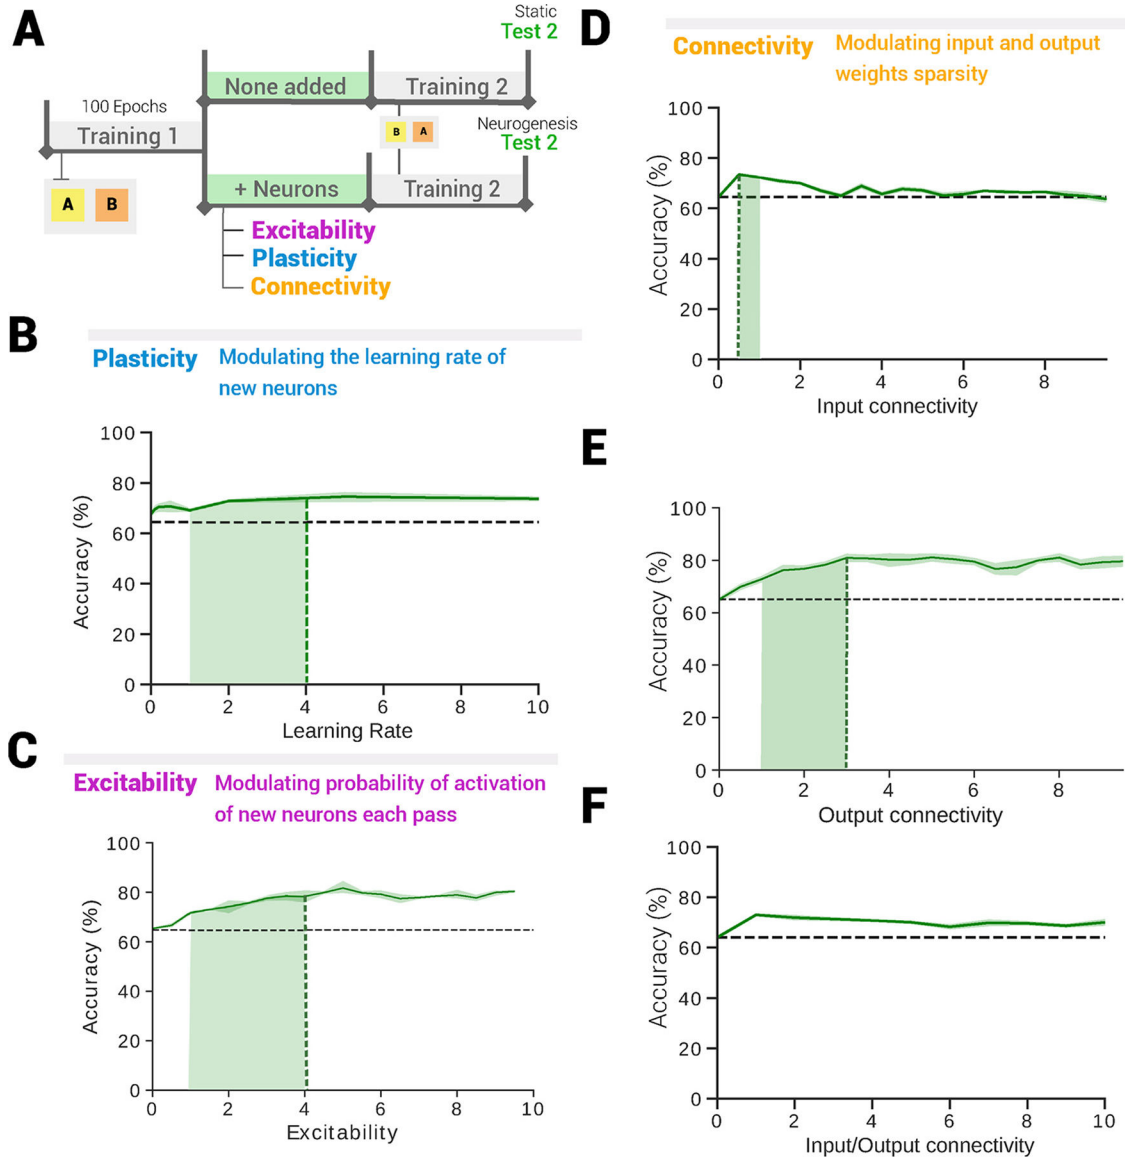 A
Static
Test 2
None added
Training 2
100 Epochs
Training 1
B A
Neurogenesis
Test 2
+ Neurons
Training 2
A B
Excitability
Plasticity
Connectivity
B
Plasticity
Modulating the learning rate of
new neurons
100
80
60
40
20
0
Accuracy (%)
0 2 4 6 8 10
Learning Rate
C
Excitability
Modulating probability of activation
of new neurons each pass
100
80
60
40
20
0
Accuracy (%)
0 2 4 6 8 10
Excitability
D
Connectivity
Modulating input and output
weights sparsity
100
80
60
40
20
0
Accuracy (%)
0 2 4 6 8
Input connectivity
E
100
80
60
40
20
0
Accuracy (%)
0 2 4 6 8
Output connectivity
F
100
80
60
40
20
0
Accuracy (%)
0 2 4 6 8 10
Input/Output connectivity